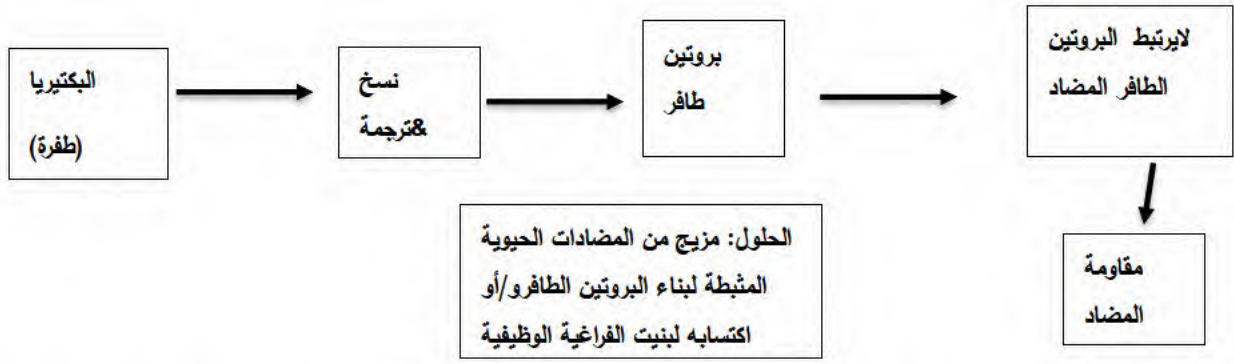 البكتيريا
(طفرة)
نسخ
&ترجمة
بروتين
طافر
لايرتبط البروتين
الطافر المضاد
مقاومة
المضاد
الحلول: مزيج من المضادات الحيوية
المثبطة لبناء البروتين الطافرو/أو
اكتسابه لبنيت الفراغية الوظيفية